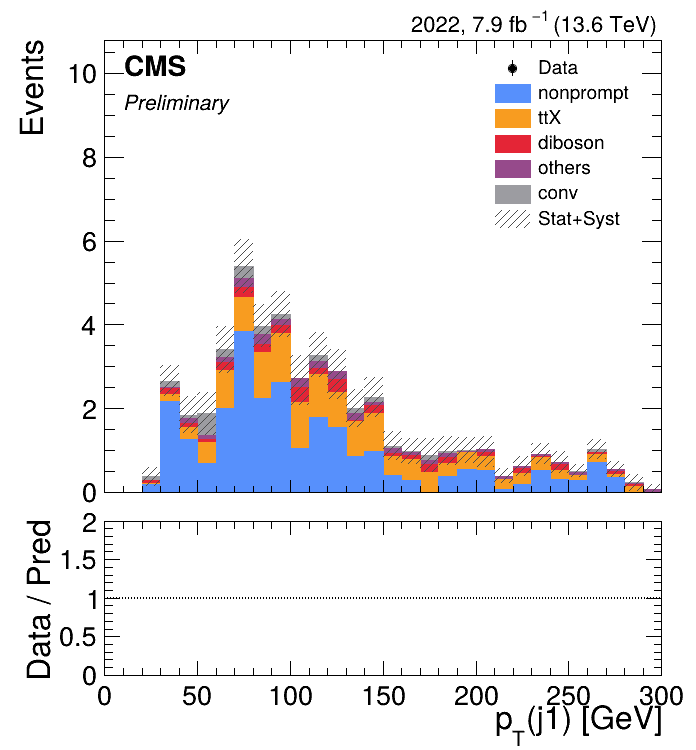 2022, 7.9 fb⁻¹ (13.6 TeV)
CMS
Preliminary
Events
10
8
6
4
2
0
Data
nonprompt
ttX
diboson
others
conv
Stat+Syst
Data / Pred
2
1.5
1
0.5
0
0 50 100 150 200 250 300
p_T(j1) [GeV]